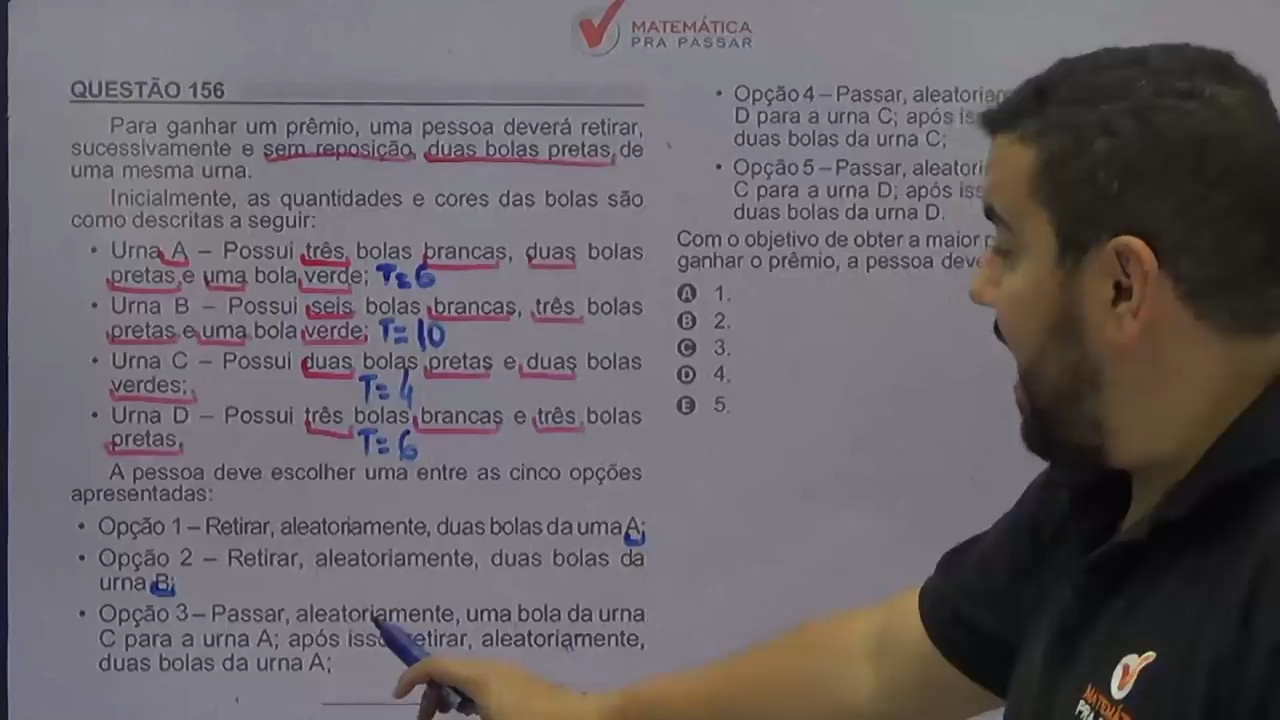 MATEMÁTICA
PRA PASSAR
QUESTÃO 156
Para ganhar um prêmio, uma pessoa deverá retirar,
sucessivamente e sem reposição, duas bolas pretas de
uma mesma urna.
Inicialmente, as quantidades e cores das bolas são
como descritas a seguir:
• Urna A – Possui três bolas brancas, duas bolas
pretas e uma bola verde; T=6
• Urna B – Possui seis bolas brancas, três bolas
pretas e uma bola verde; T=10
• Urna C – Possui duas bolas pretas e duas bolas
verdes; T=4
• Urna D – Possui três bolas brancas e três bolas
pretas. T=6
A pessoa deve escolher uma entre as cinco opções
apresentadas:
• Opção 1 – Retirar, aleatoriamente, duas bolas da urna A;
• Opção 2 – Retirar, aleatoriamente, duas bolas da
urna B;
• Opção 3 – Passar, aleatoriamente, uma bola da urna
C para a urna A; após isso, retirar, aleatoriamente,
duas bolas da urna A;
• Opção 4 – Passar,
D para a urna C; após
duas bolas da urna C;
• Opção 5 – Passar,
C para a urna D; após
duas bolas da urna D.
Com o objetivo de obter a maior
ganhar o prêmio, a pessoa
A 1.
B 2.
C 3.
D 4.
E 5.